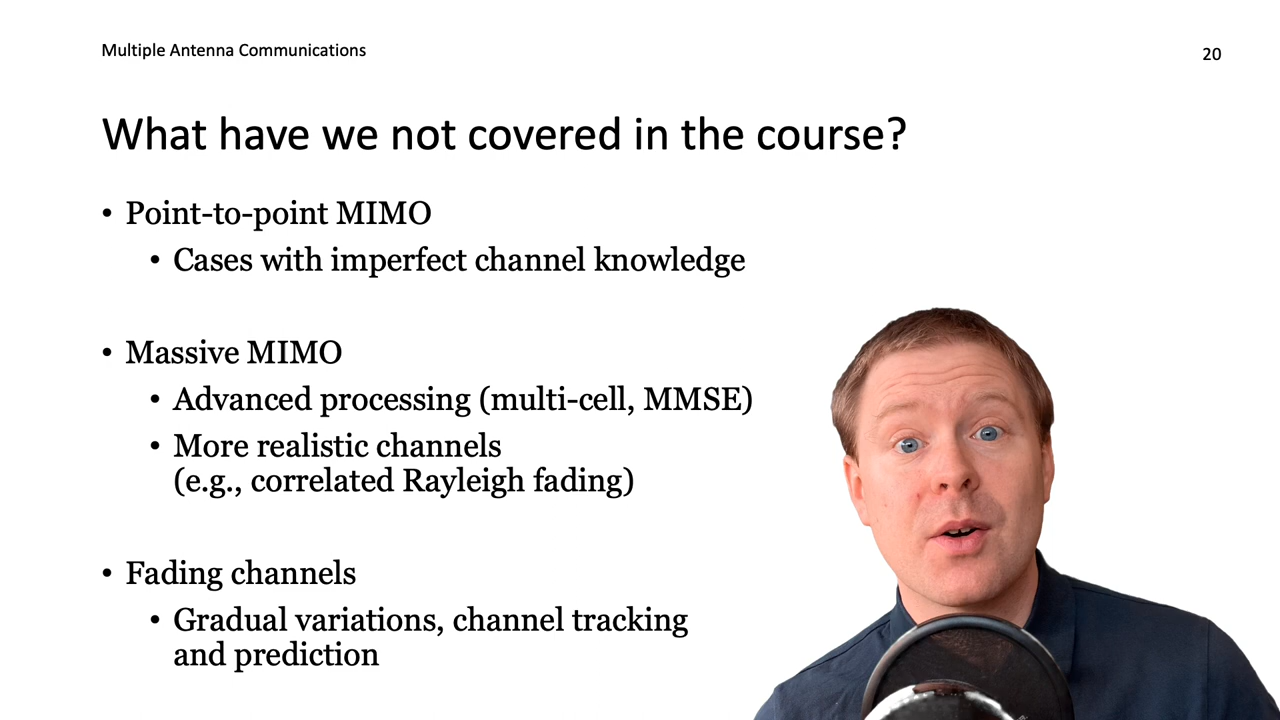 Multiple Antenna Communications
20
What have we not covered in the course?
• Point-to-point MIMO
• Cases with imperfect channel knowledge
• Massive MIMO
• Advanced processing (multi-cell, MMSE)
• More realistic channels
(e.g., correlated Rayleigh fading)
• Fading channels
• Gradual variations, channel tracking
and prediction